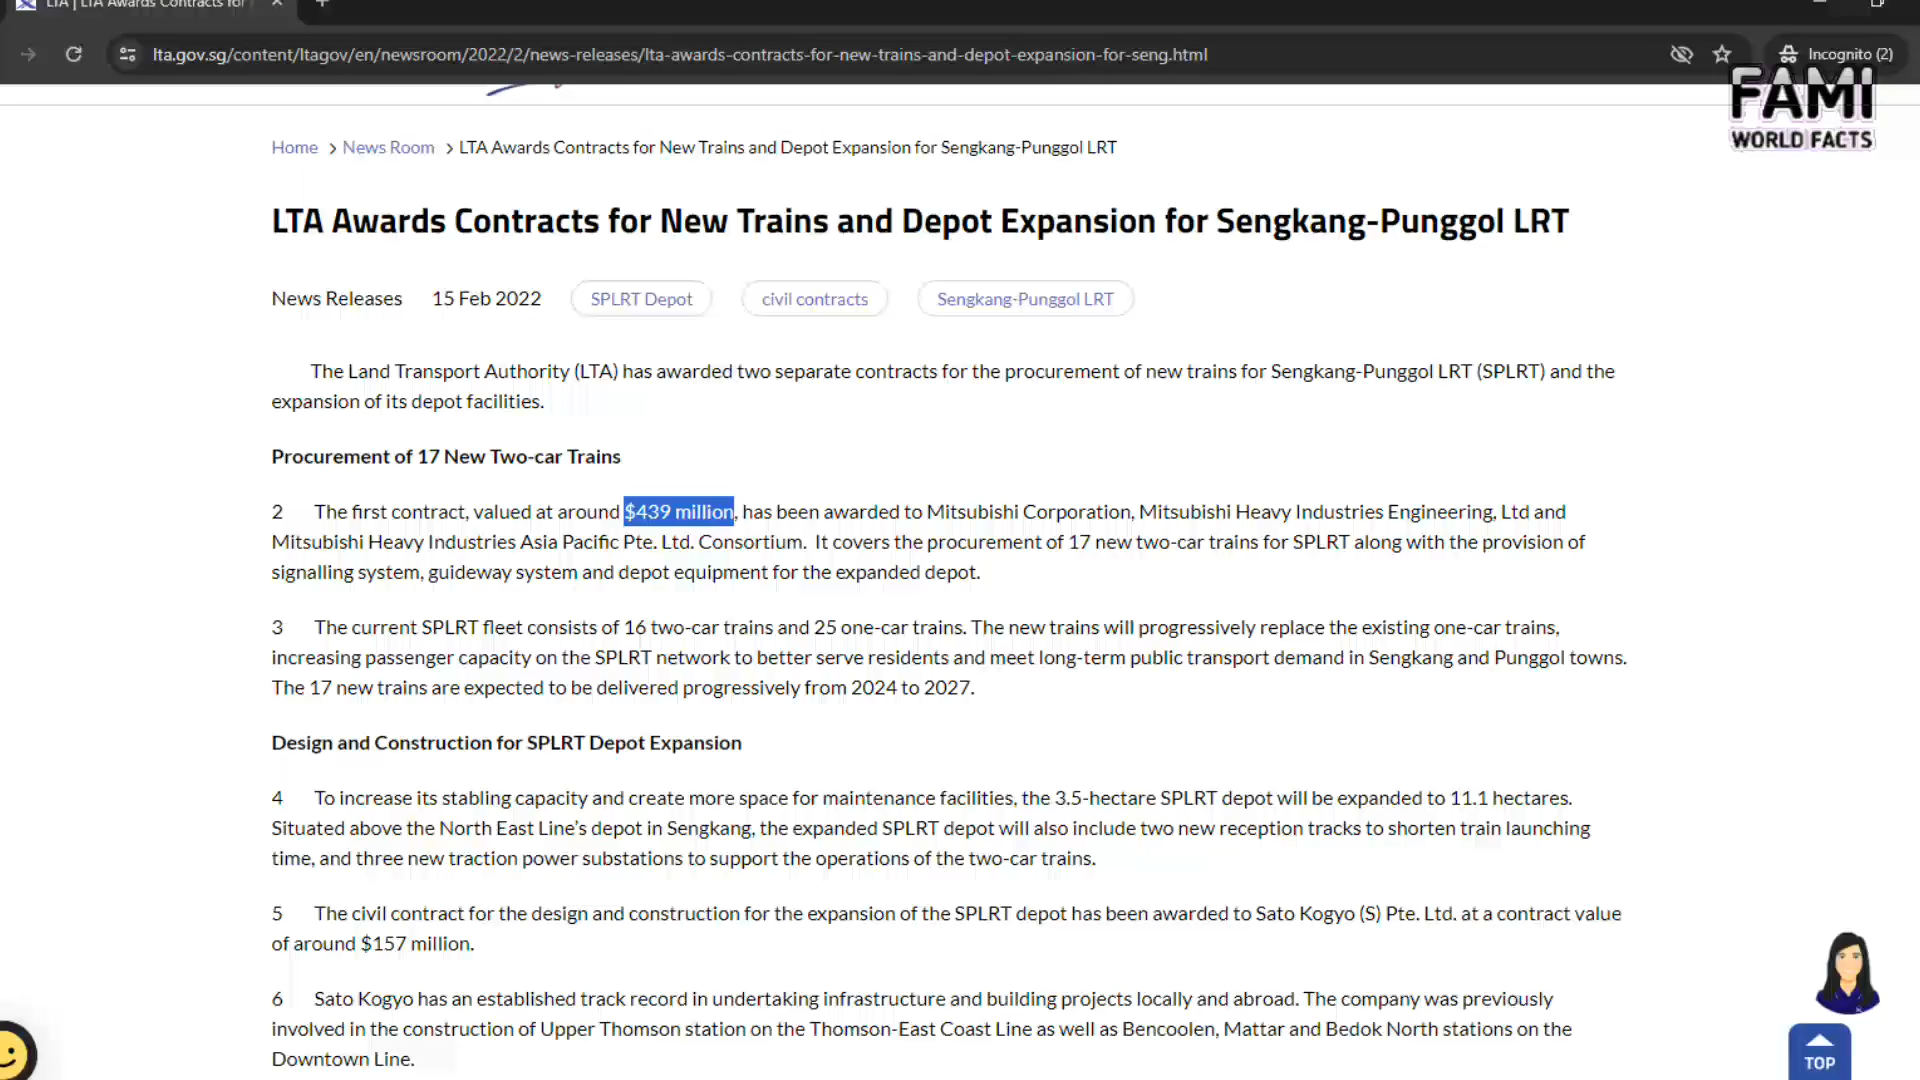 LTA | LTA Awards Contracts for
lta.gov.sg/content/ltagov/en/newsroom/2022/2/news-releases/lta-awards-contracts-for-new-trains-and-depot-expansion-for-seng.html
Incognito (2)
FAMI
WORLD FACTS
Home > News Room > LTA Awards Contracts for New Trains and Depot Expansion for Sengkang-Punggol LRT
LTA Awards Contracts for New Trains and Depot Expansion for Sengkang-Punggol LRT
News Releases 15 Feb 2022 SPLRT Depot civil contracts Sengkang-Punggol LRT
The Land Transport Authority (LTA) has awarded two separate contracts for the procurement of new trains for Sengkang-Punggol LRT (SPLRT) and the
expansion of its depot facilities.
Procurement of 17 New Two-car Trains
2 The first contract, valued at around $439 million, has been awarded to Mitsubishi Corporation, Mitsubishi Heavy Industries Engineering, Ltd and
Mitsubishi Heavy Industries Asia Pacific Pte. Ltd. Consortium. It covers the procurement of 17 new two-car trains for SPLRT along with the provision of
signalling system, guideway system and depot equipment for the expanded depot.
3 The current SPLRT fleet consists of 16 two-car trains and 25 one-car trains. The new trains will progressively replace the existing one-car trains,
increasing passenger capacity on the SPLRT network to better serve residents and meet long-term public transport demand in Sengkang and Punggol towns.
The 17 new trains are expected to be delivered progressively from 2024 to 2027.
Design and Construction for SPLRT Depot Expansion
4 To increase its stabling capacity and create more space for maintenance facilities, the 3.5-hectare SPLRT depot will be expanded to 11.1 hectares.
Situated above the North East Line’s depot in Sengkang, the expanded SPLRT depot will also include two new reception tracks to shorten train launching
time, and three new traction power substations to support the operations of the two-car trains.
5 The civil contract for the design and construction for the expansion of the SPLRT depot has been awarded to Sato Kogyo (S) Pte. Ltd. at a contract value
of around $157 million.
6 Sato Kogyo has an established track record in undertaking infrastructure and building projects locally and abroad. The company was previously
involved in the construction of Upper Thomson station on the Thomson-East Coast Line as well as Bencoolen, Mattar and Bedok North stations on the
Downtown Line.
TOP